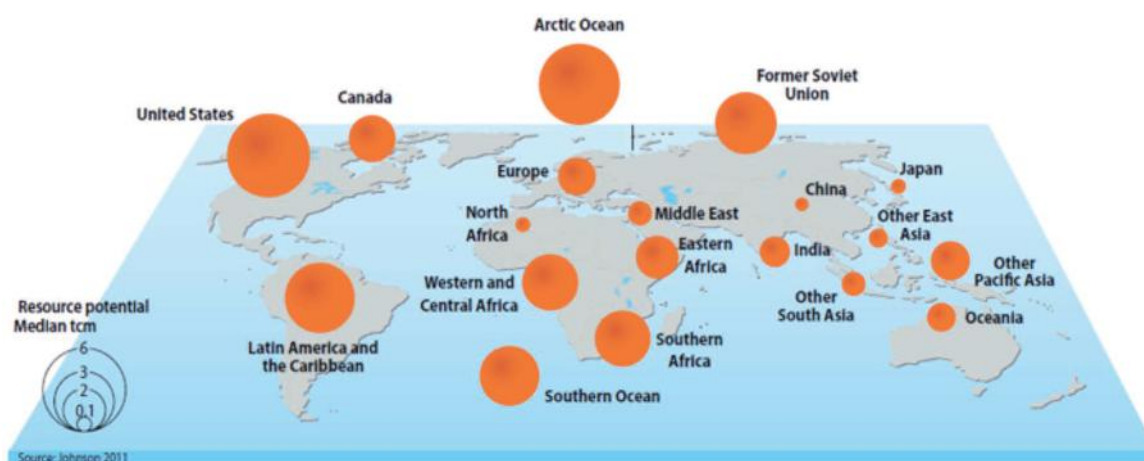 Arctic Ocean
Former Soviet
Union
Canada
United States
Europe
Japan
China
North
Africa
Middle East
Other East
Asia
Eastern
Africa
India
Other
Pacific Asia
Western and
Central Africa
Other
South Asia
Oceania
Resource potential
Median tcm
6
3
2
0.1
Latin America and
the Caribbean
Southern
Africa
Southern Ocean
Source: Johnson 2011